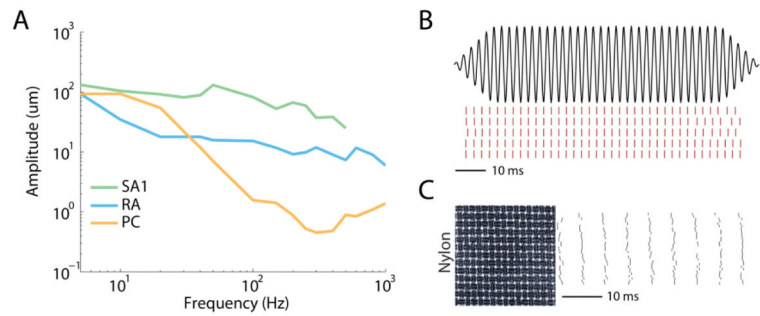 A
Amplitude (um)
10³
10²
10¹
10⁰
10⁻¹
SA1
RA
PC
10¹
10²
10³
Frequency (Hz)
B
10 ms
C
Nylon
10 ms